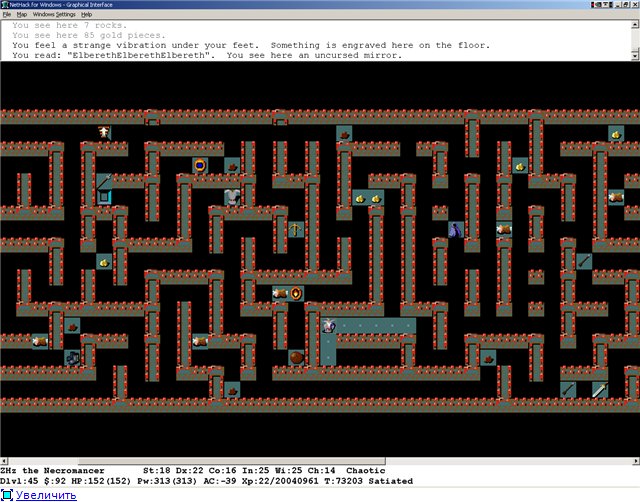 NetHack for Windows - Graphical Interface
File Map Windows Settings Help
You see here 7 rocks.
You see here 85 gold pieces.
You feel a strange vibration under your feet. Something is engraved here on the floor.
You read: "ElberethElberethElbereth". You see here an uncursed mirror.
2Hz the Necromancer St:18 Dx:22 Co:16 In:25 Wi:25 Ch:14 Chaotic
Dlvl:45 $:92 HP:152(152) Pw:313(313) AC:-39 Xp:22/20040961 T:73203 Satiated
Увеличить